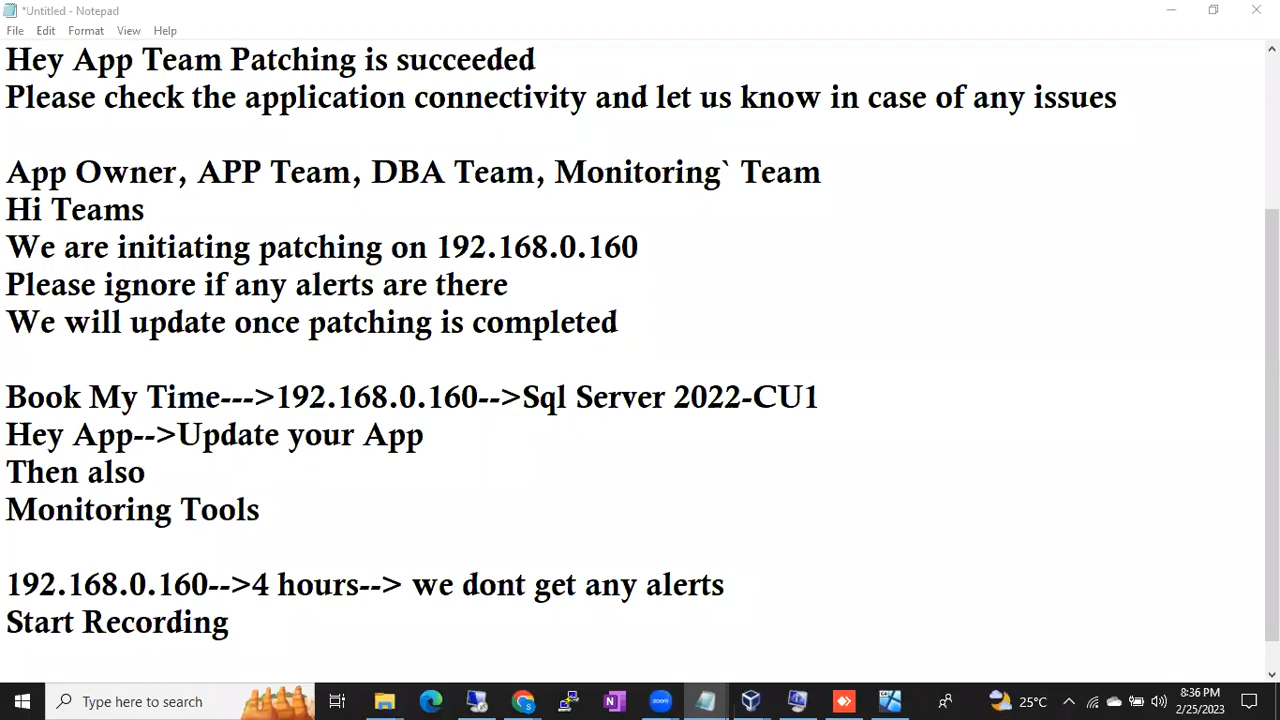 *Untitled - Notepad
File Edit Format View Help
Hey App Team Patching is succeeded
Please check the application connectivity and let us know in case of any issues
App Owner, APP Team, DBA Team, Monitoring` Team
Hi Teams
We are initiating patching on 192.168.0.160
Please ignore if any alerts are there
We will update once patching is completed
Book My Time--->192.168.0.160-->Sql Server 2022-CU1
Hey App-->Update your App
Then also
Monitoring Tools
192.168.0.160-->4 hours--> we dont get any alerts
Start Recording
Type here to search
zoom
25°C
8:36 PM
2/25/2023